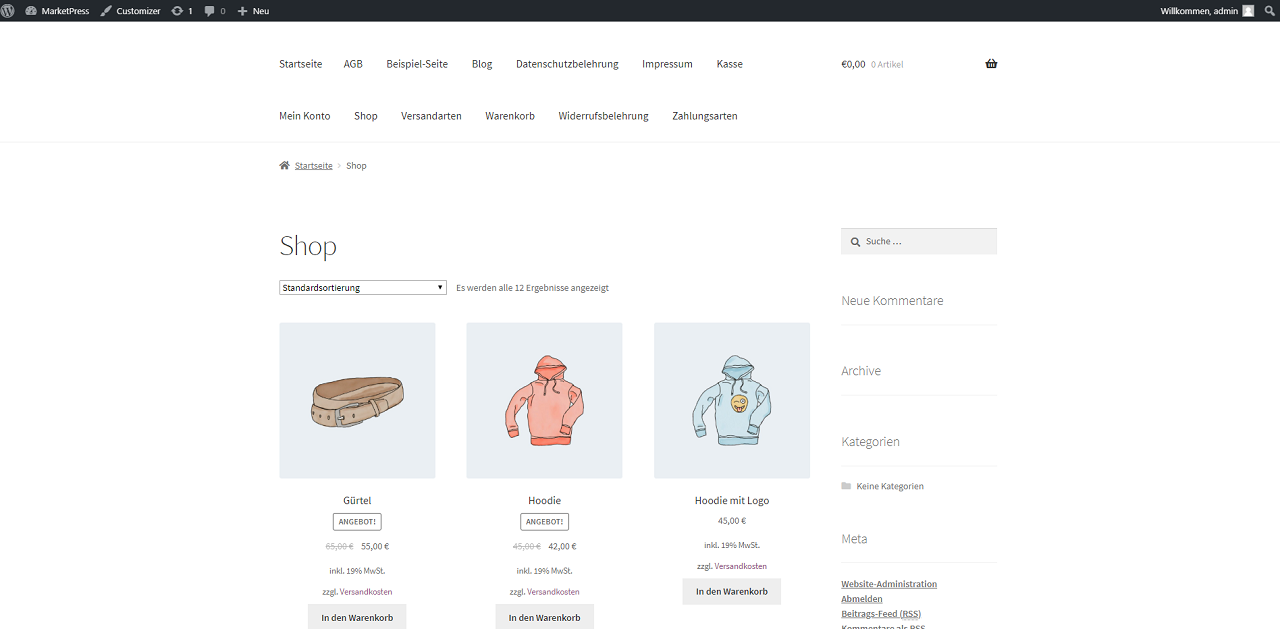 MarketPress Customizer 1 0 Neu Willkommen, admin
Startseite AGB Beispiel-Seite Blog Datenschutzbelehrung Impressum Kasse €0,00 0 Artikel
Mein Konto Shop Versandarten Warenkorb Widerrufsbelehrung Zahlungsarten
Startseite › Shop
Shop
Standardsortierung Es werden alle 12 Ergebnisse angezeigt
Gürtel
ANGEBOT!
65,00 € 55,00 €
inkl. 19% MwSt.
zzgl. Versandkosten
In den Warenkorb
Hoodie
ANGEBOT!
45,00 € 42,00 €
inkl. 19% MwSt.
zzgl. Versandkosten
In den Warenkorb
Hoodie mit Logo
45,00 €
inkl. 19% MwSt.
zzgl. Versandkosten
In den Warenkorb
Suche …
Neue Kommentare
Archive
Kategorien
Keine Kategorien
Meta
Website-Administration
Abmelden
Beitrags-Feed (RSS)
Kommentare als RSS